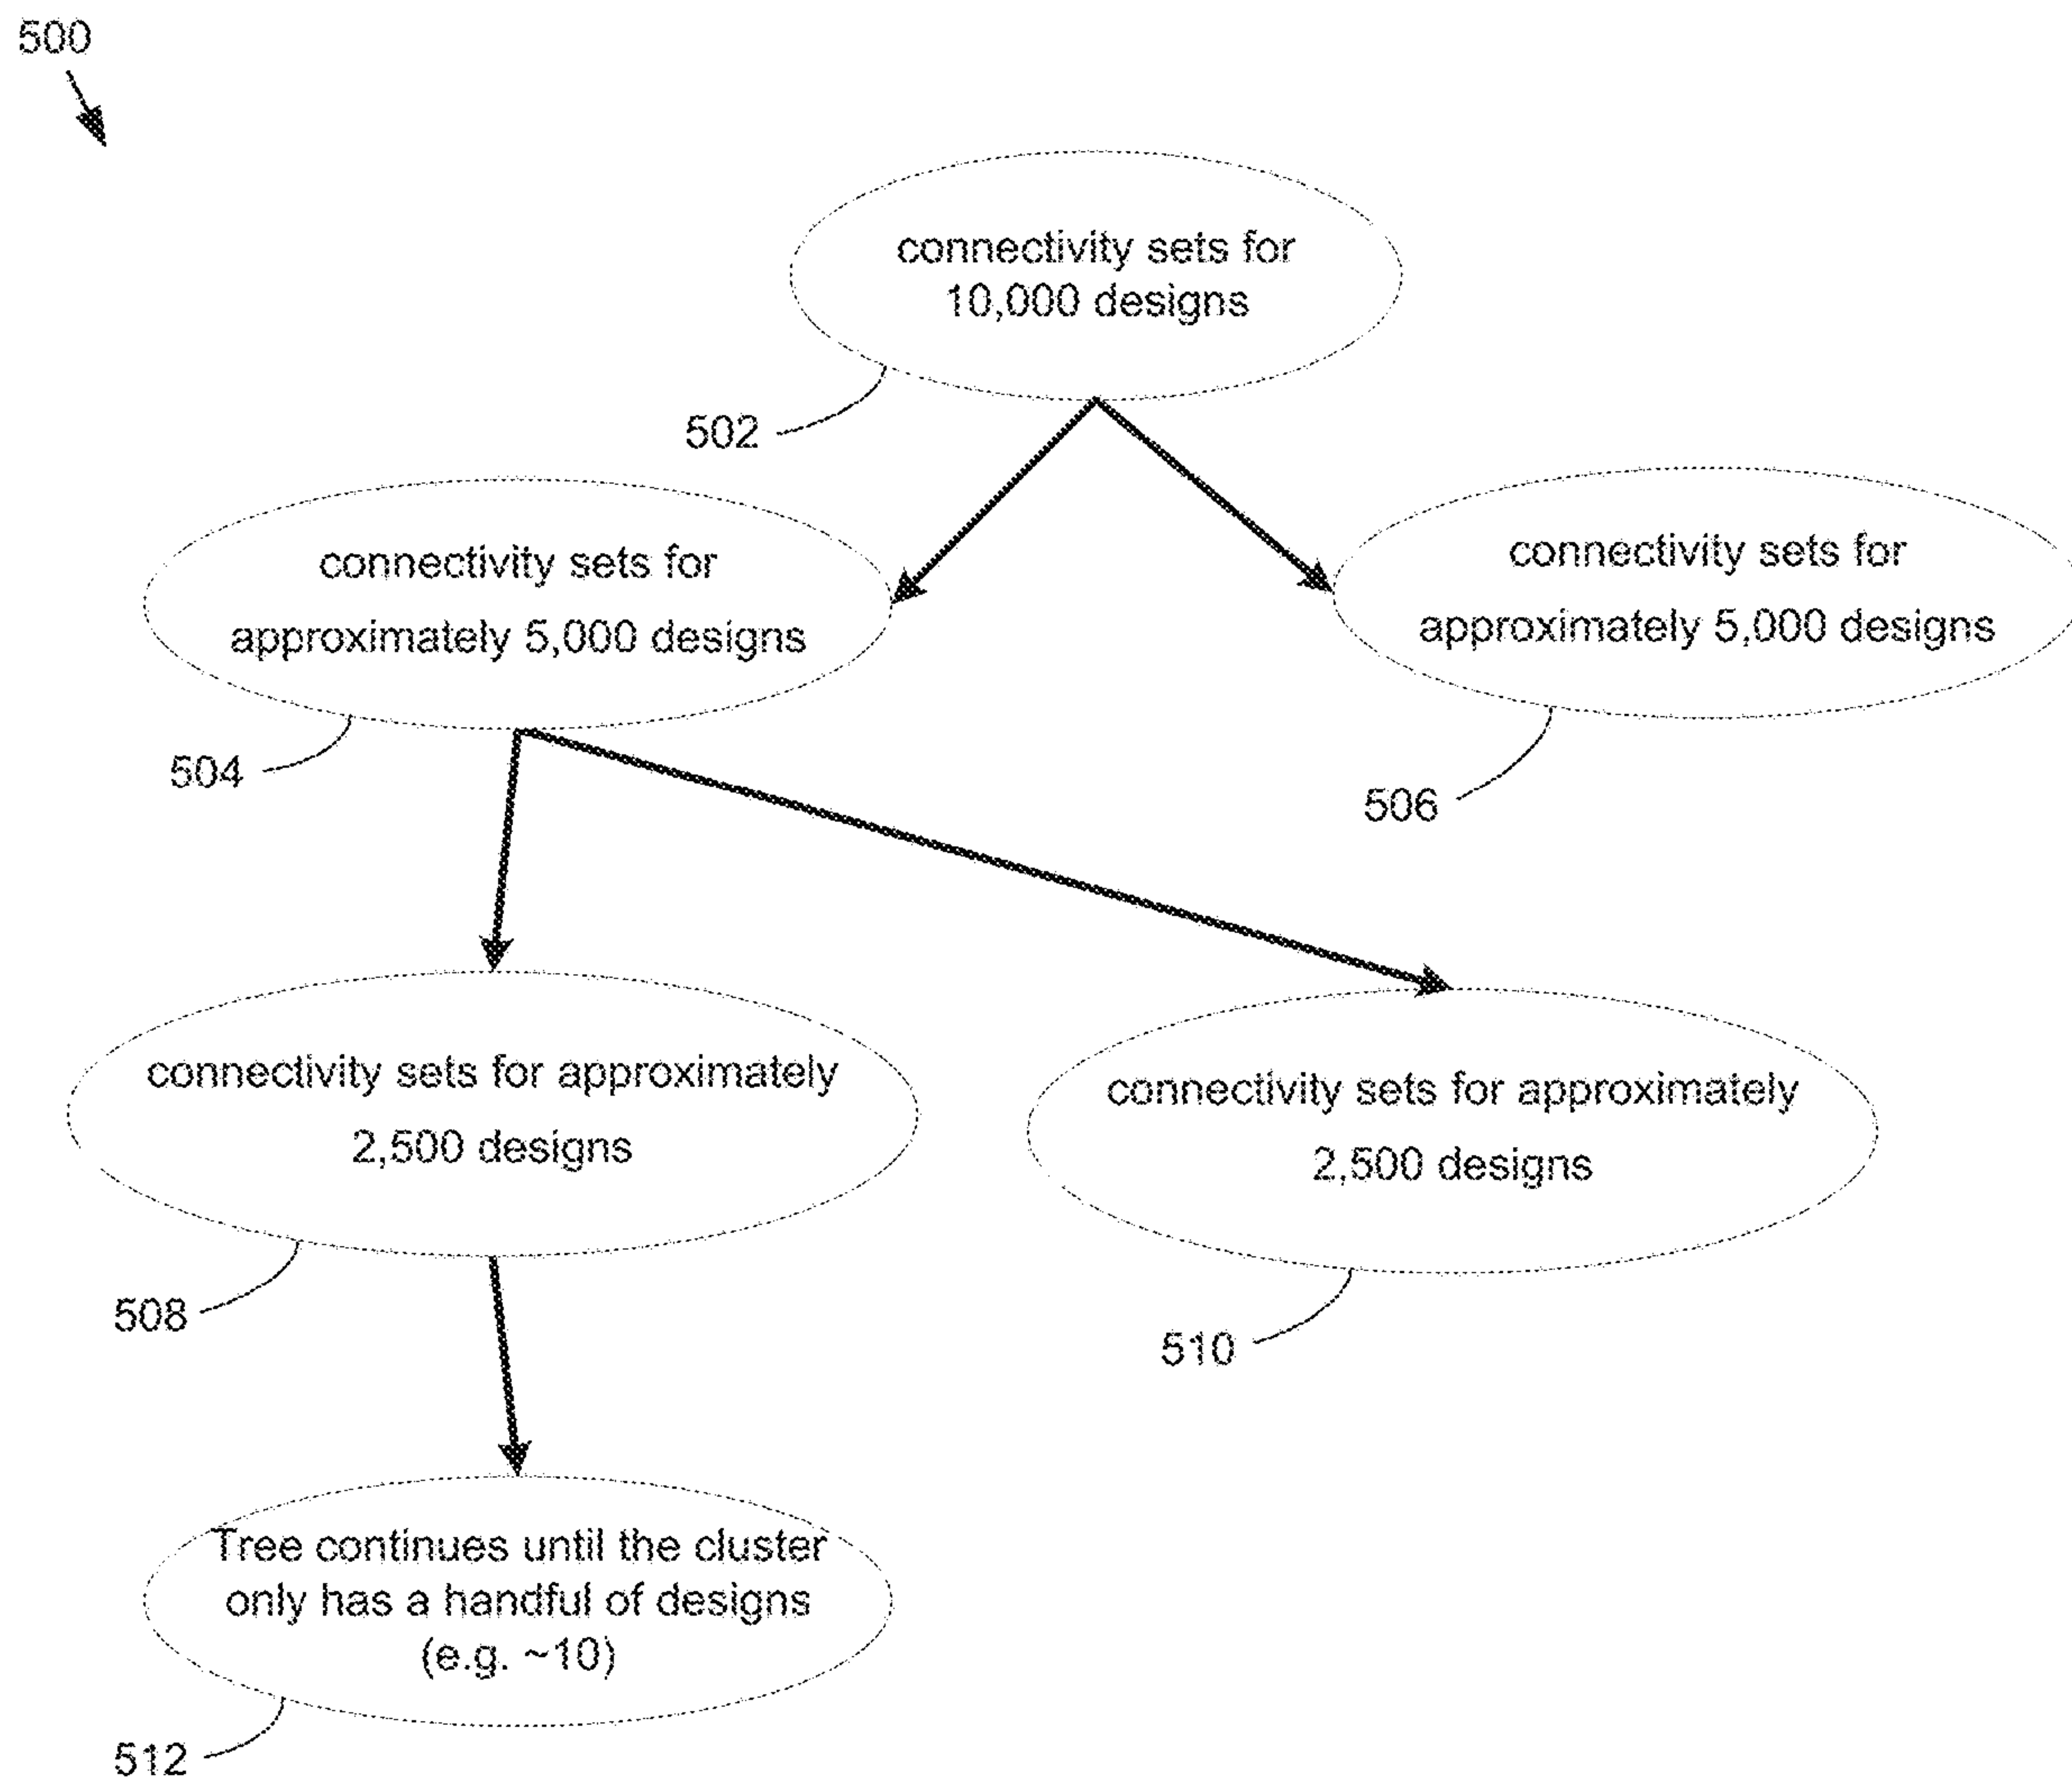 500
connectivity sets for
10,000 designs
502
connectivity sets for
approximately 5,000 designs
504
connectivity sets for
approximately 5,000 designs
506
connectivity sets for approximately
2,500 designs
508
connectivity sets for approximately
2,500 designs
510
Tree continues until the cluster
only has a handful of designs
(e.g. ~10)
512